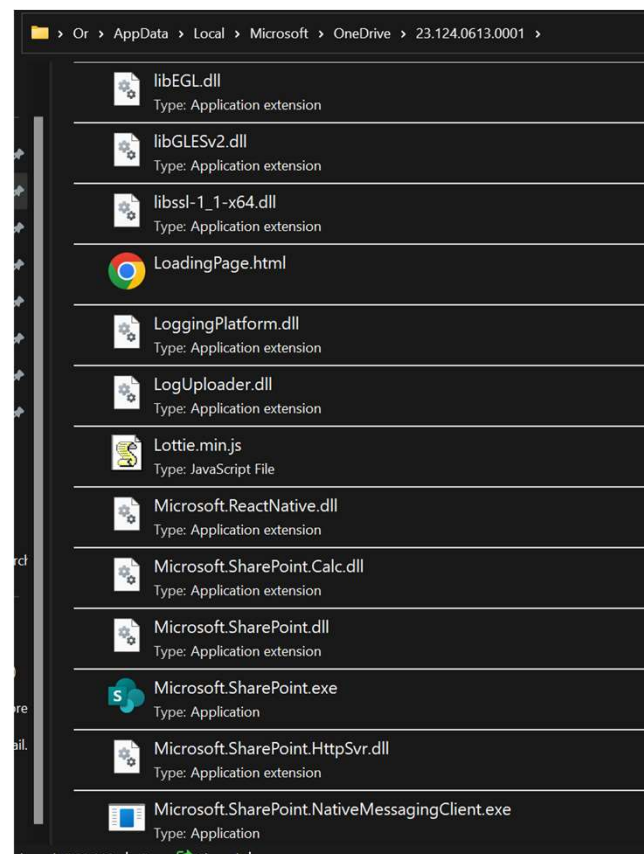 Or > AppData > Local > Microsoft > OneDrive > 23.124.0613.0001 >
libEGL.dll
Type: Application extension
libGLESv2.dll
Type: Application extension
libssl-1_1-x64.dll
Type: Application extension
LoadingPage.html
LoggingPlatform.dll
Type: Application extension
LogUploader.dll
Type: Application extension
Lottie.min.js
Type: JavaScript File
Microsoft.ReactNative.dll
Type: Application extension
Microsoft.SharePoint.Calc.dll
Type: Application extension
Microsoft.SharePoint.dll
Type: Application extension
Microsoft.SharePoint.exe
Type: Application
Microsoft.SharePoint.HttpSvr.dll
Type: Application extension
Microsoft.SharePoint.NativeMessagingClient.exe
Type: Application